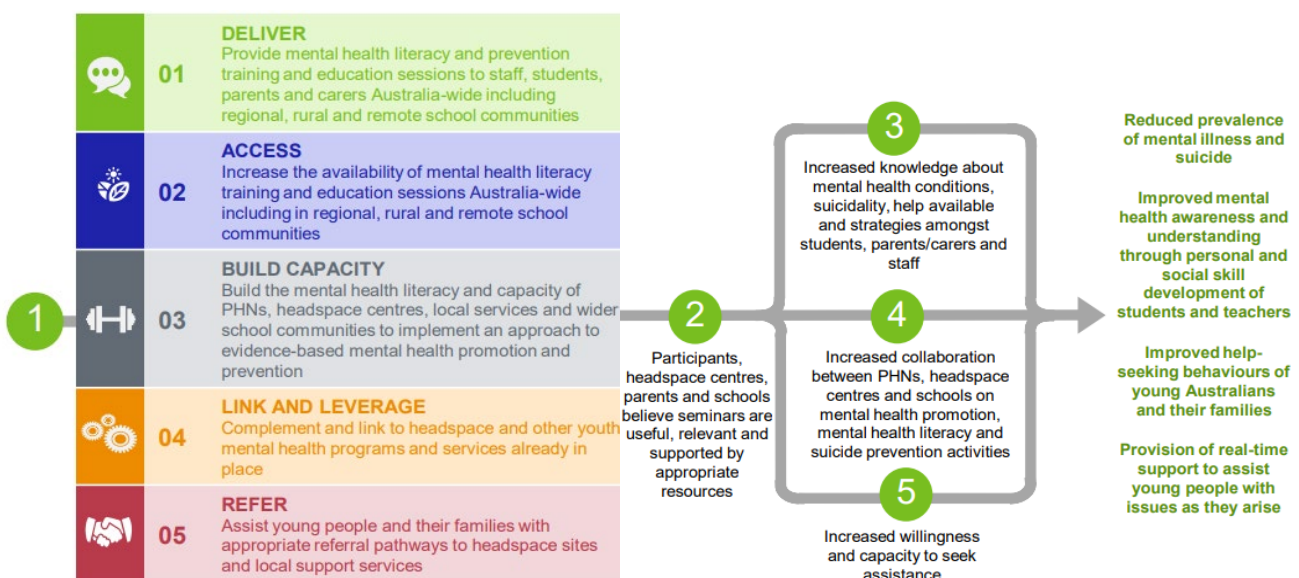 1
01
DELIVER
Provide mental health literacy and prevention
training and education sessions to staff, students,
parents and carers Australia-wide including
regional, rural and remote school communities
02
ACCESS
Increase the availability of mental health literacy
training and education sessions Australia-wide
including in regional, rural and remote school
communities
03
BUILD CAPACITY
Build the mental health literacy and capacity of
PHNs, headspace centres, local services and wider
school communities to implement an approach to
evidence-based mental health promotion and
prevention
04
LINK AND LEVERAGE
Complement and link to headspace and other youth
mental health programs and services already in
place
05
REFER
Assist young people and their families with
appropriate referral pathways to headspace sites
and local support services
2
Participants,
headspace centres,
parents and schools
believe seminars are
useful, relevant and
supported by
appropriate
resources
3
Increased knowledge about
mental health conditions,
suicidality, help available
and strategies amongst
students, parents/carers and
staff
4
Increased collaboration
between PHNs, headspace
centres and schools on
mental health promotion,
mental health literacy and
suicide prevention activities
5
Increased willingness
and capacity to seek
assistance
Reduced prevalence
of mental illness and
suicide
Improved mental
health awareness and
understanding
through personal and
social skill
development of
students and teachers
Improved help-
seeking behaviours of
young Australians
and their families
Provision of real-time
support to assist
young people with
issues as they arise